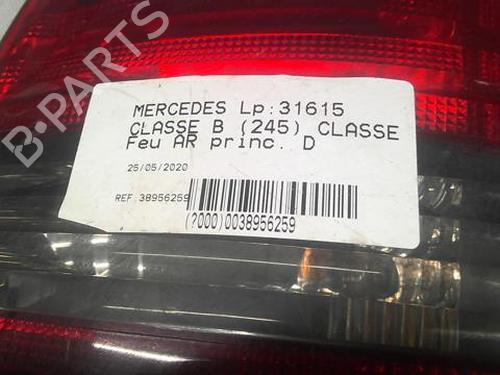 MERCEDES Lp:31615
CLASSE B (245) CLASSE
Feu AR princ. D
25/05/2020
REF 38956259
(?000)0038956259
B-PARTS